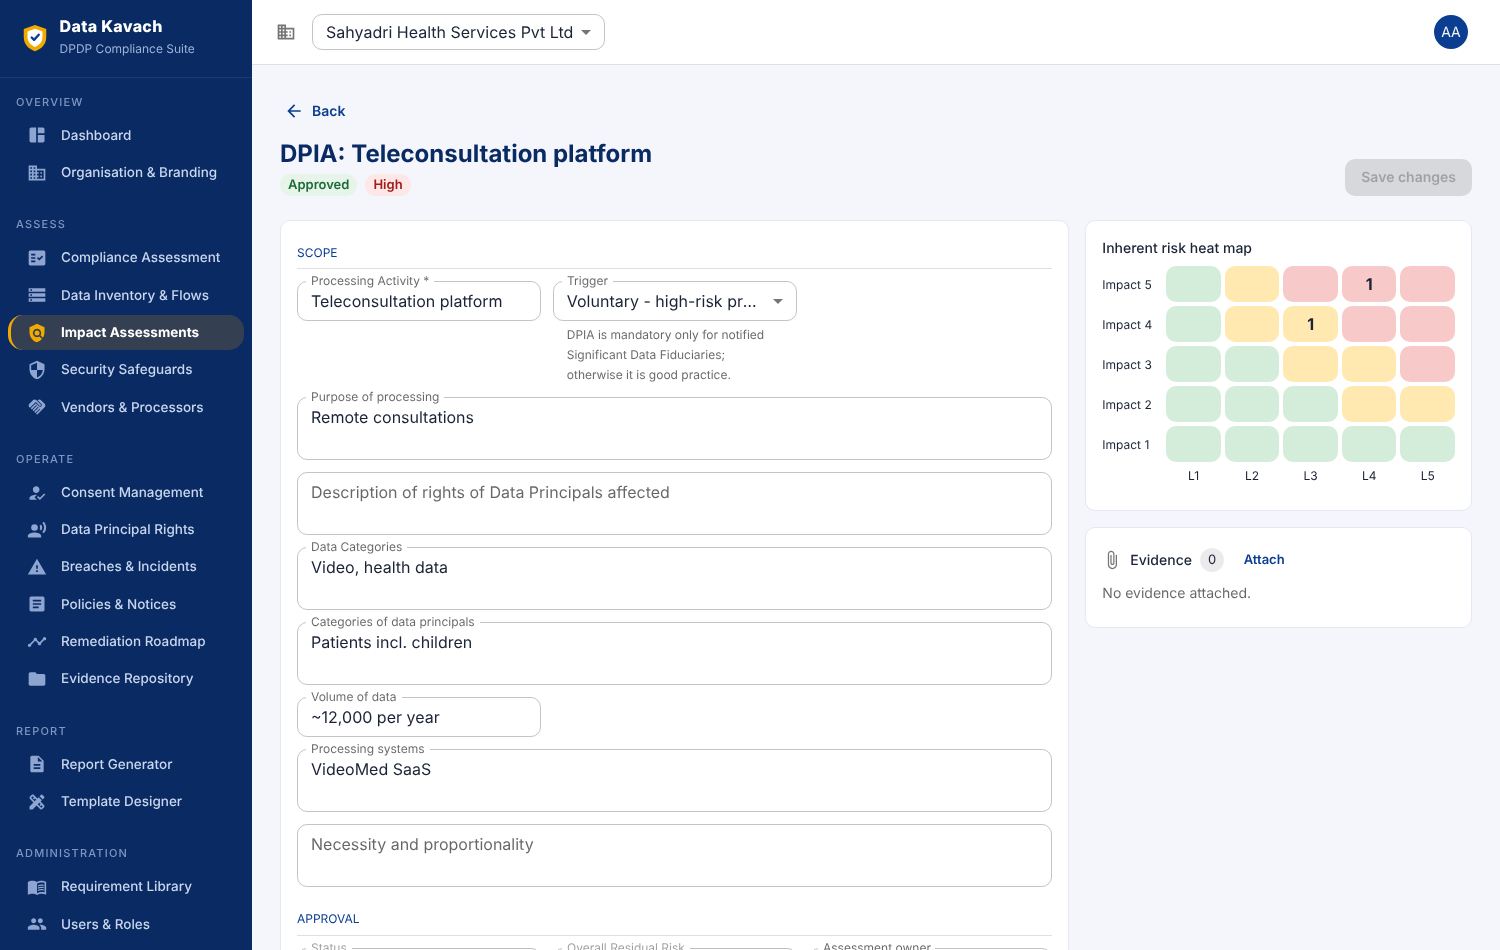 Data Kavach
DPDP Compliance Suite
OVERVIEW
Dashboard
Organisation & Branding
ASSESS
Compliance Assessment
Data Inventory & Flows
Impact Assessments
Security Safeguards
Vendors & Processors
OPERATE
Consent Management
Data Principal Rights
Breaches & Incidents
Policies & Notices
Remediation Roadmap
Evidence Repository
REPORT
Report Generator
Template Designer
ADMINISTRATION
Requirement Library
Users & Roles
Sahyadri Health Services Pvt Ltd
AA
Back
DPIA: Teleconsultation platform
Approved High
Save changes
SCOPE
Processing Activity *
Teleconsultation platform
Trigger
Voluntary - high-risk pr...
DPIA is mandatory only for notified
Significant Data Fiduciaries;
otherwise it is good practice.
Purpose of processing
Remote consultations
Description of rights of Data Principals affected
Data Categories
Video, health data
Categories of data principals
Patients incl. children
Volume of data
~12,000 per year
Processing systems
VideoMed SaaS
Necessity and proportionality
APPROVAL
Status
Overall Residual Risk
Assessment owner
Inherent risk heat map
Impact 5 1
Impact 4 1
Impact 3
Impact 2
Impact 1
L1 L2 L3 L4 L5
Evidence 0 Attach
No evidence attached.